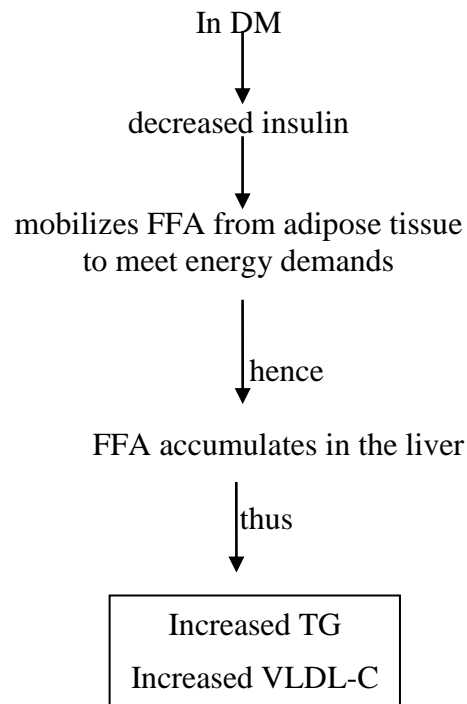 In DM
decreased insulin
mobilizes FFA from adipose tissue
to meet energy demands
hence
FFA accumulates in the liver
thus
Increased TG
Increased VLDL-C